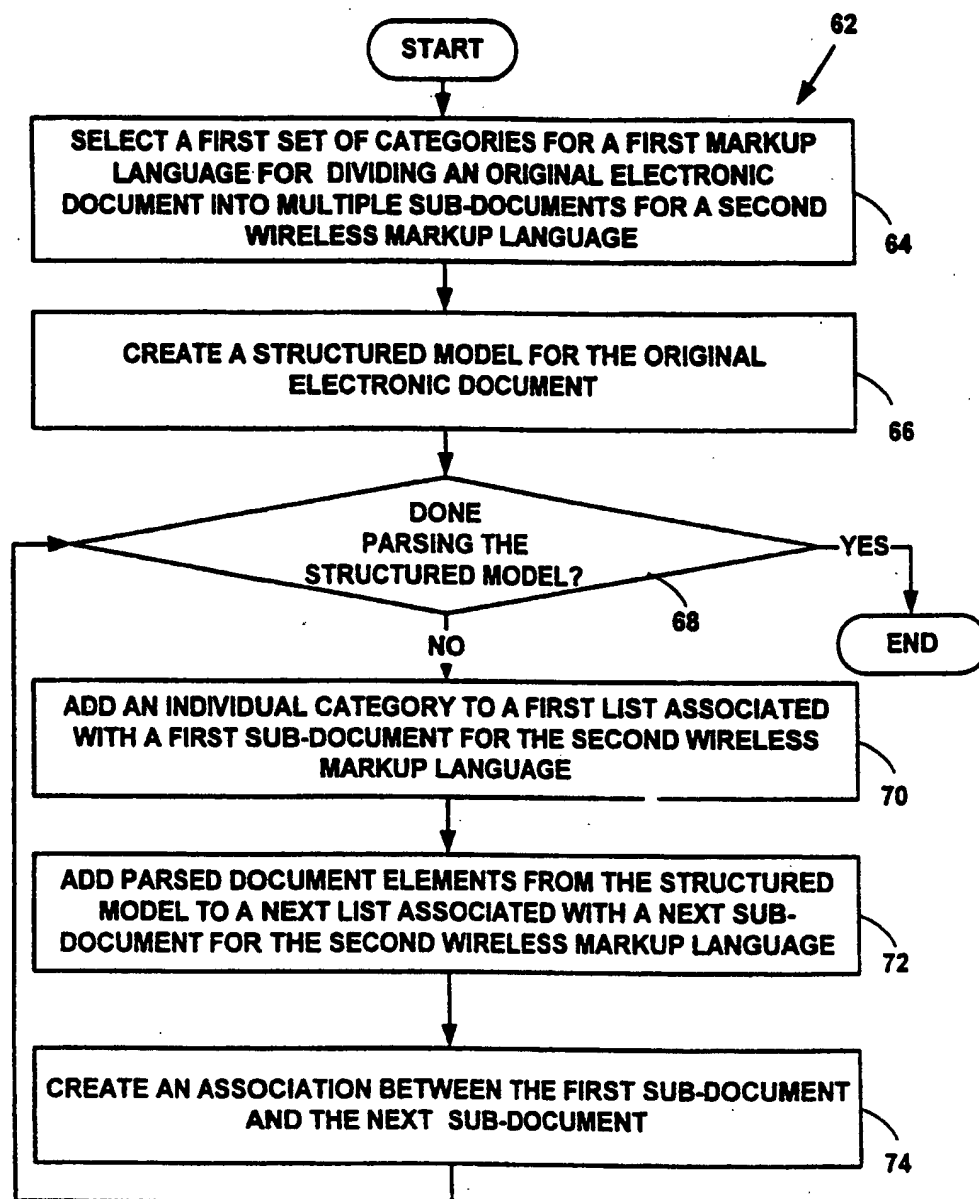 62
START
SELECT A FIRST SET OF CATEGORIES FOR A FIRST MARKUP
LANGUAGE FOR DIVIDING AN ORIGINAL ELECTRONIC
DOCUMENT INTO MULTIPLE SUB-DOCUMENTS FOR A SECOND
WIRELESS MARKUP LANGUAGE
64
CREATE A STRUCTURED MODEL FOR THE ORIGINAL
ELECTRONIC DOCUMENT
66
DONE
PARSING THE
STRUCTURED MODEL?
YES
68
END
NO
ADD AN INDIVIDUAL CATEGORY TO A FIRST LIST ASSOCIATED
WITH A FIRST SUB-DOCUMENT FOR THE SECOND WIRELESS
MARKUP LANGUAGE
70
ADD PARSED DOCUMENT ELEMENTS FROM THE STRUCTURED
MODEL TO A NEXT LIST ASSOCIATED WITH A NEXT SUB-
DOCUMENT FOR THE SECOND WIRELESS MARKUP LANGUAGE
72
CREATE AN ASSOCIATION BETWEEN THE FIRST SUB-DOCUMENT
AND THE NEXT SUB-DOCUMENT
74